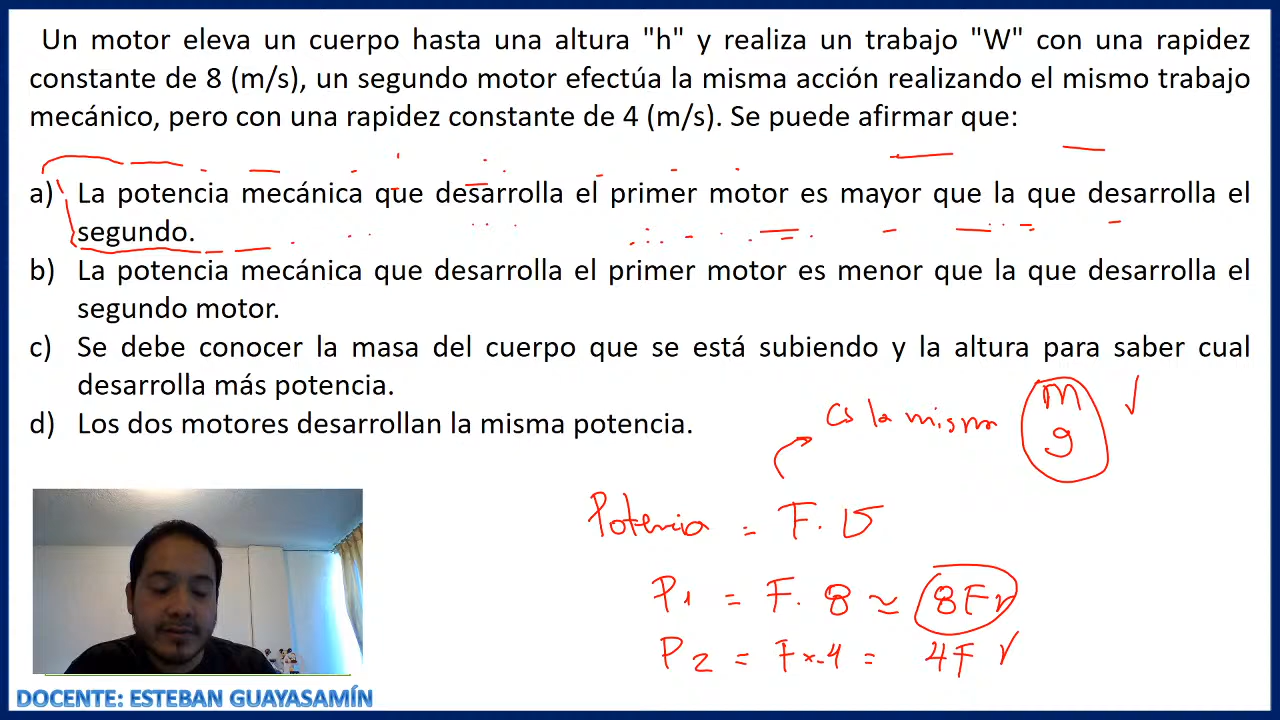 Un motor eleva un cuerpo hasta una altura "h" y realiza un trabajo "W" con una rapidez
constante de 8 (m/s), un segundo motor efectúa la misma acción realizando el mismo trabajo
mecánico, pero con una rapidez constante de 4 (m/s). Se puede afirmar que:
a) La potencia mecánica que desarrolla el primer motor es mayor que la que desarrolla el
segundo.
b) La potencia mecánica que desarrolla el primer motor es menor que la que desarrolla el
segundo motor.
c) Se debe conocer la masa del cuerpo que se está subiendo y la altura para saber cual
desarrolla más potencia.
d) Los dos motores desarrollan la misma potencia.
es la misma m ✓
g
Potencia = F. v
P1 = F. 8 ≃ 8F
P2 = F x 4 = 4F
DOCENTE: ESTEBAN GUAYASAMÍN